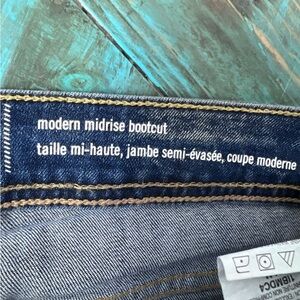 modern midrise bootcut
taille mi-haute, jambe semi-évasée, coupe moderne